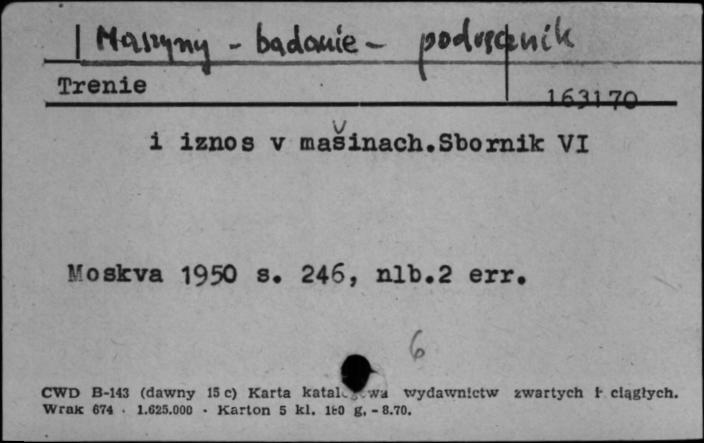 Maszyny - badanie - podręcznik
Trenie
163170
i iznos v mašinach.Sbornik VI
Moskva 1950 s. 246, nlb.2 err.
6
CWD B-143 (dawny 15 c) Karta katalogowa wydawnictw zwartych i ciągłych.
Wrak 674 · 1.625.000 · Karton 5 kl. 180 g. - 8.70.